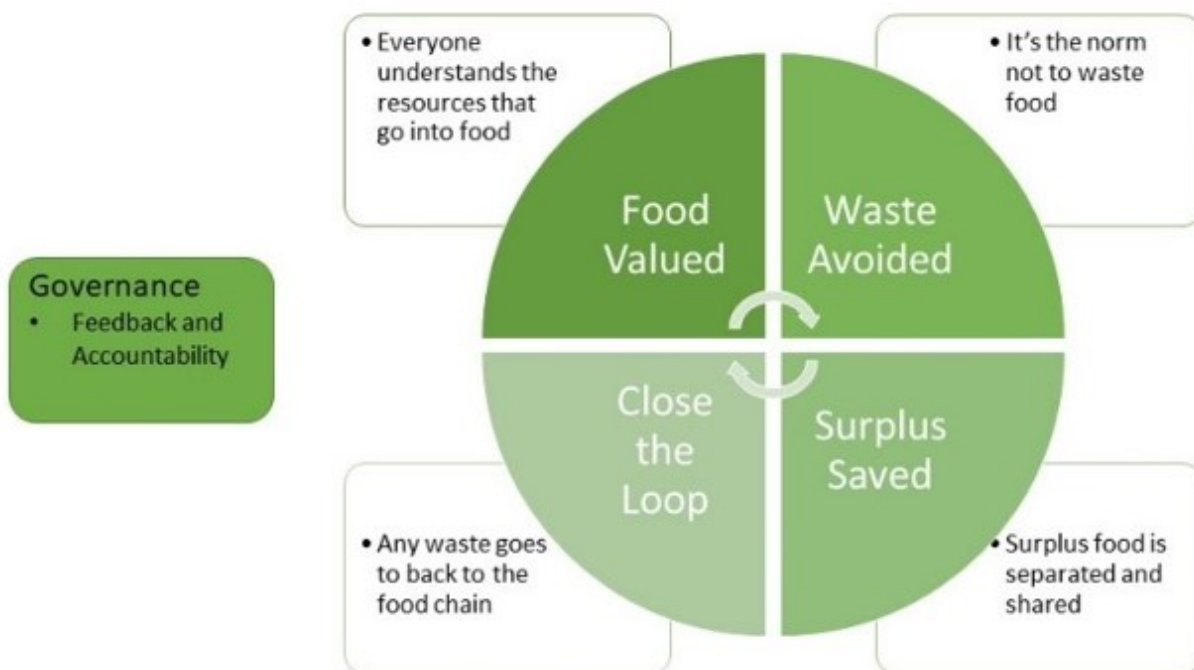 • Everyone
understands the
resources that
go into food
• It's the norm
not to waste
food
Food
Valued
Waste
Avoided
Governance
• Feedback and
Accountability
Close
the
Loop
Surplus
Saved
• Any waste goes
to back to the
food chain
• Surplus food is
separated and
shared